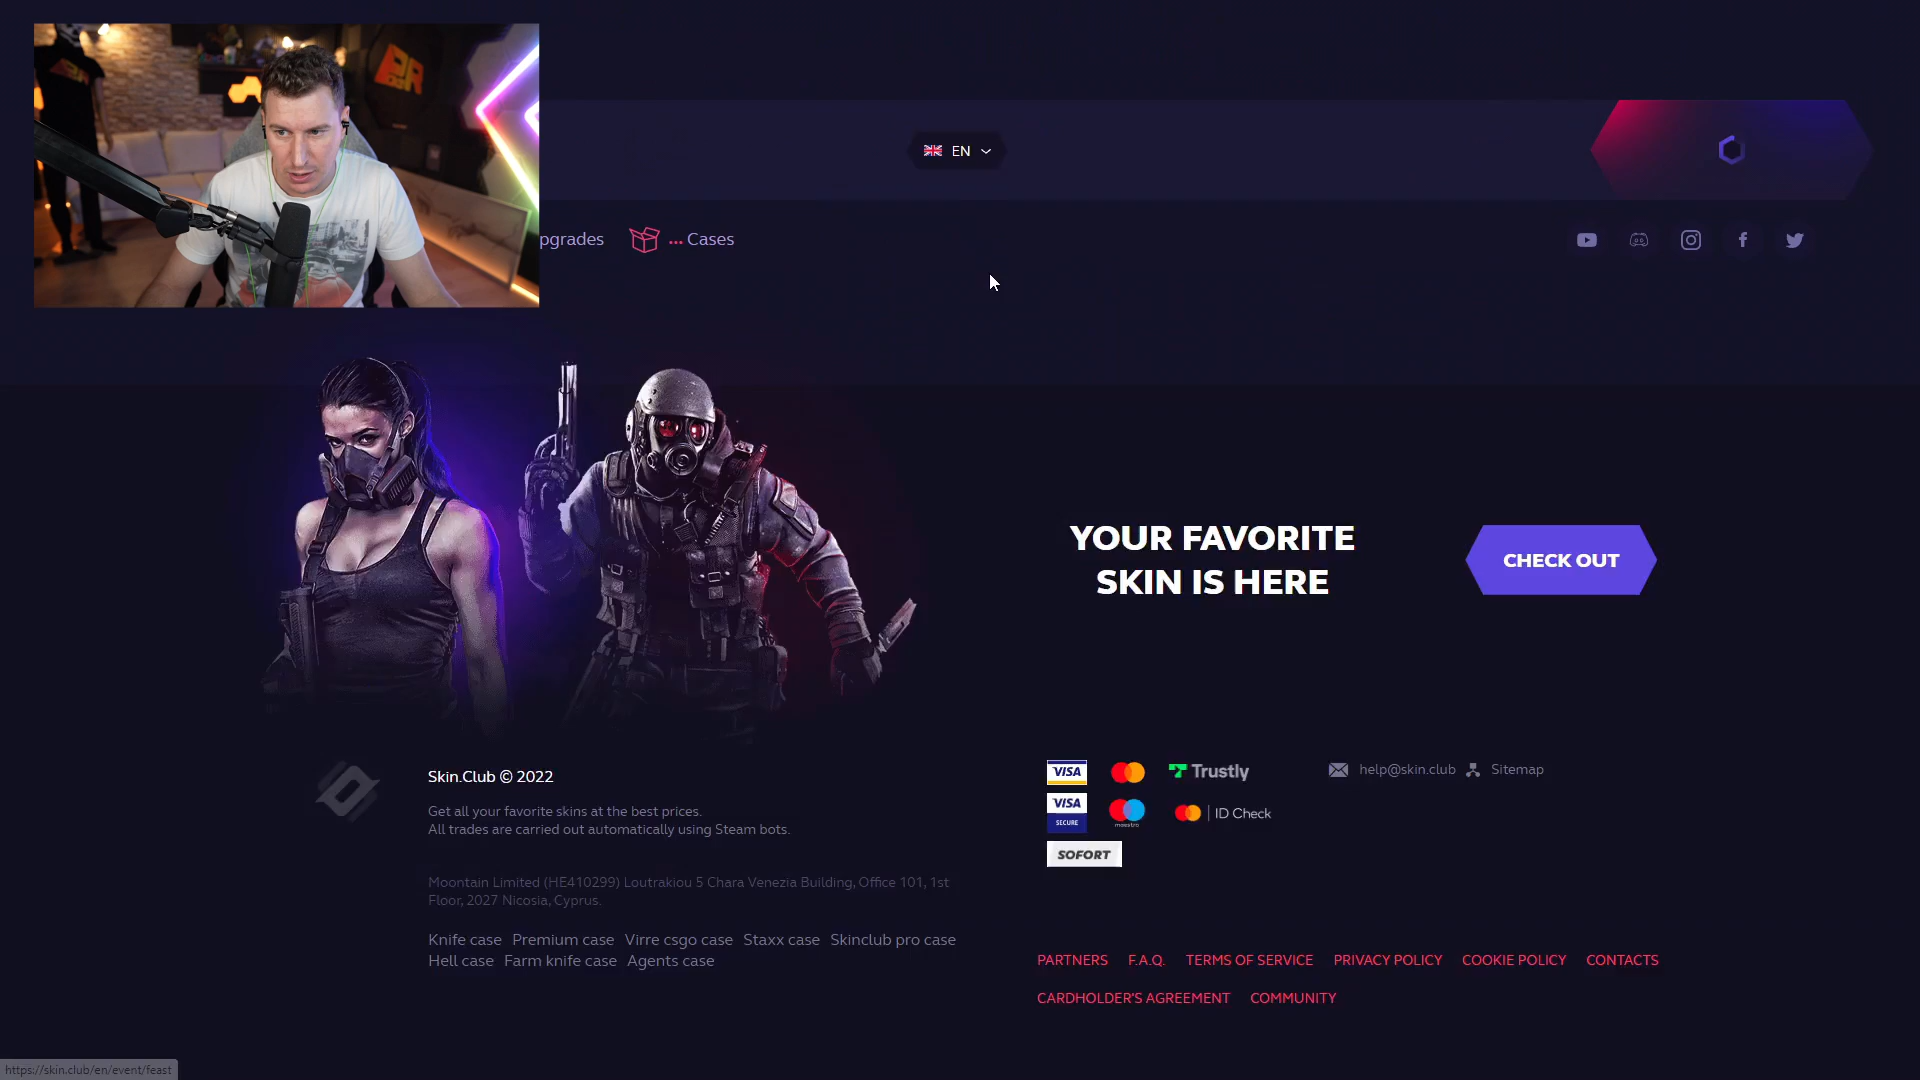 EN
pgrades
... Cases
YOUR FAVORITE
SKIN IS HERE
CHECK OUT
Skin.Club © 2022
Get all your favorite skins at the best prices.
All trades are carried out automatically using Steam bots.
Moontain Limited (HE410299) Loutrakiou 5 Chara Venezia Building, Office 101, 1st
Floor, 2027 Nicosia, Cyprus.
Knife case Premium case Virre csgo case Staxx case Skinclub pro case
Hell case Farm knife case Agents case
VISA
Trustly
VISA
SECURE
maestro
ID Check
SOFORT
help@skin.club
Sitemap
PARTNERS F.A.Q. TERMS OF SERVICE PRIVACY POLICY COOKIE POLICY CONTACTS
CARDHOLDER'S AGREEMENT COMMUNITY
https://skin.club/en/event/feast